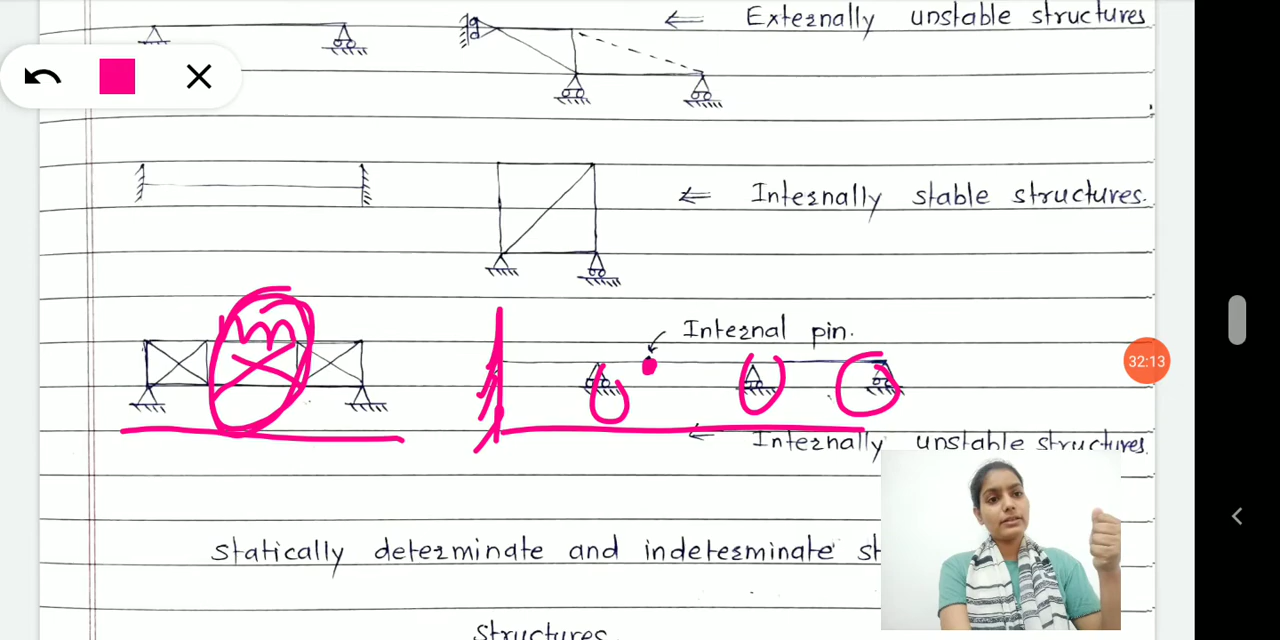 ⇐ Externally unstable structures
⇐ Internally stable structures.
Internal pin.
32:13
← Internally unstable structures.
Statically determinate and indeterminate st
Structures.